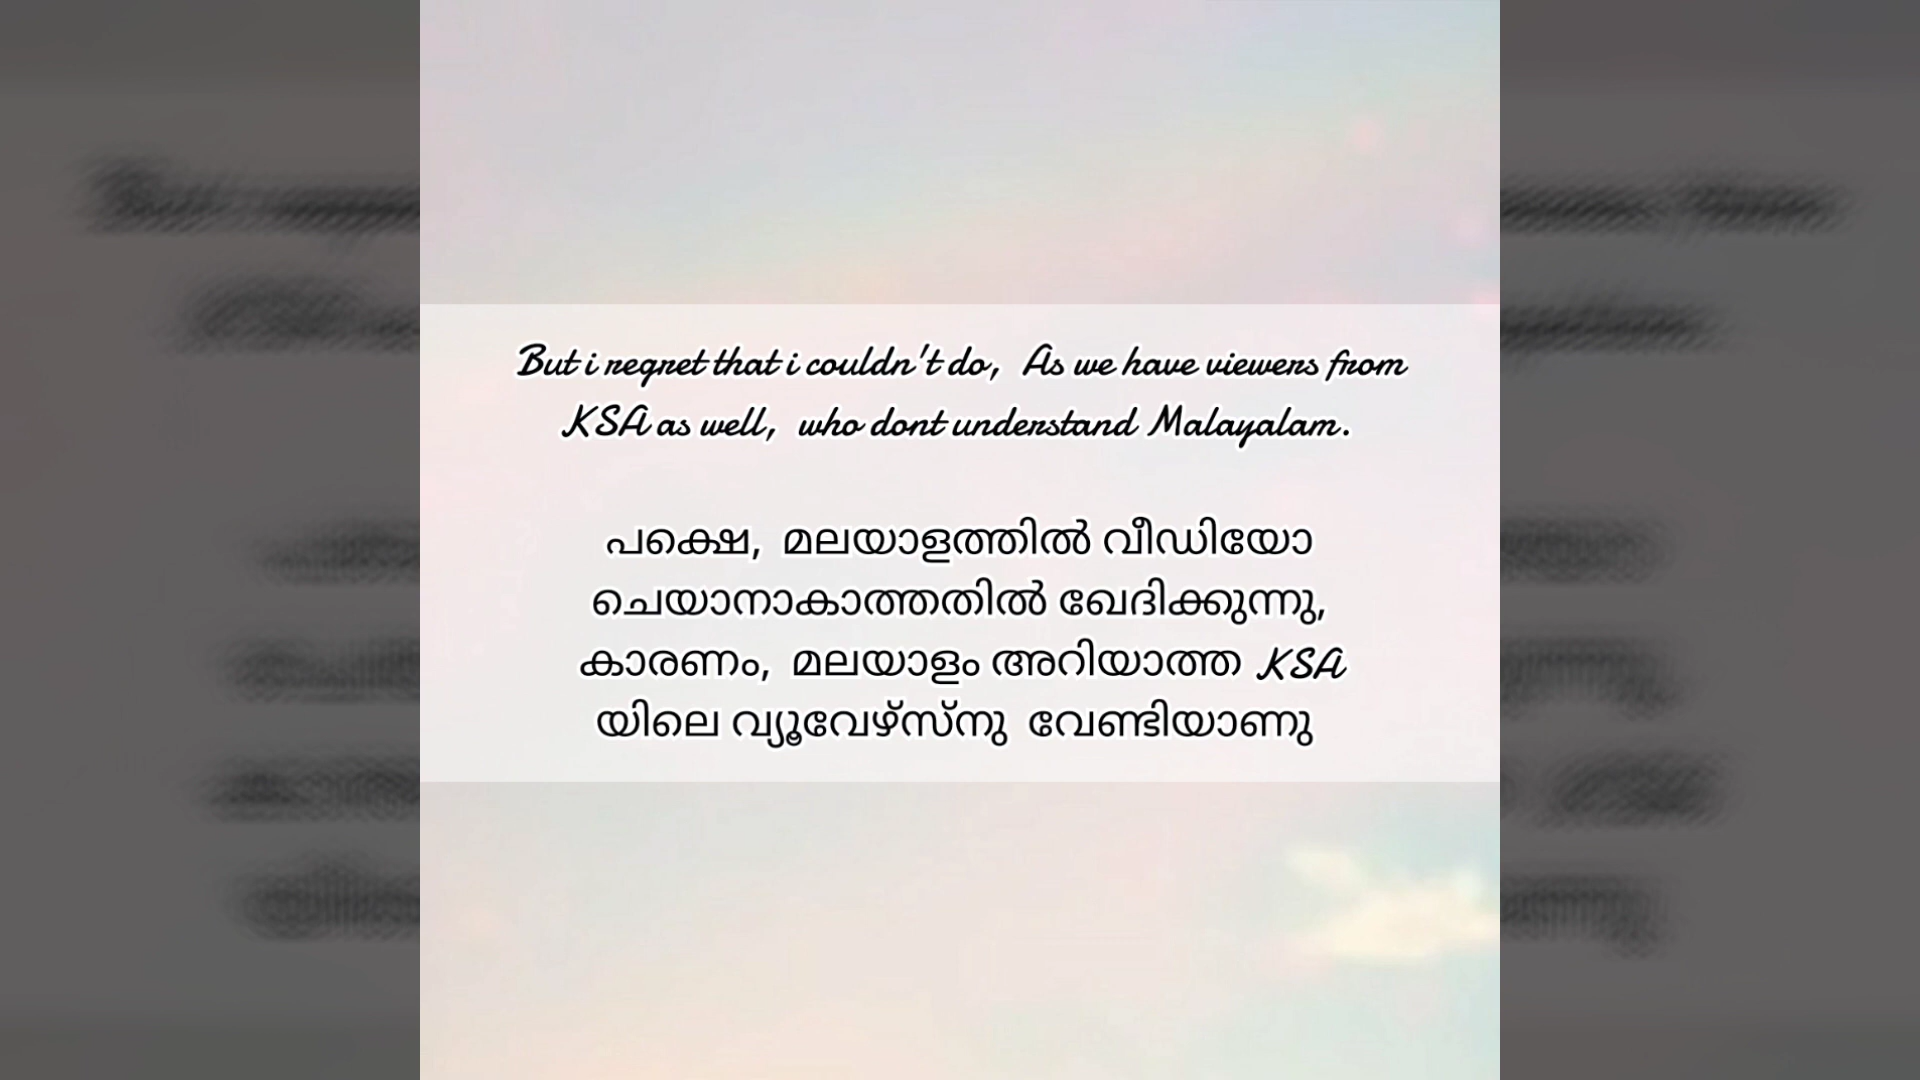 But i regret that i couldn't do, As we have viewers from
KSA as well, who dont understand Malayalam.
പക്ഷെ, മലയാളത്തിൽ വീഡിയോ
ചെയാനാകാത്തതിൽ ഖേദിക്കുന്നു,
കാരണം, മലയാളം അറിയാത്ത KSA
യിലെ വ്യൂവേഴ്സ്നു വേണ്ടിയാണു